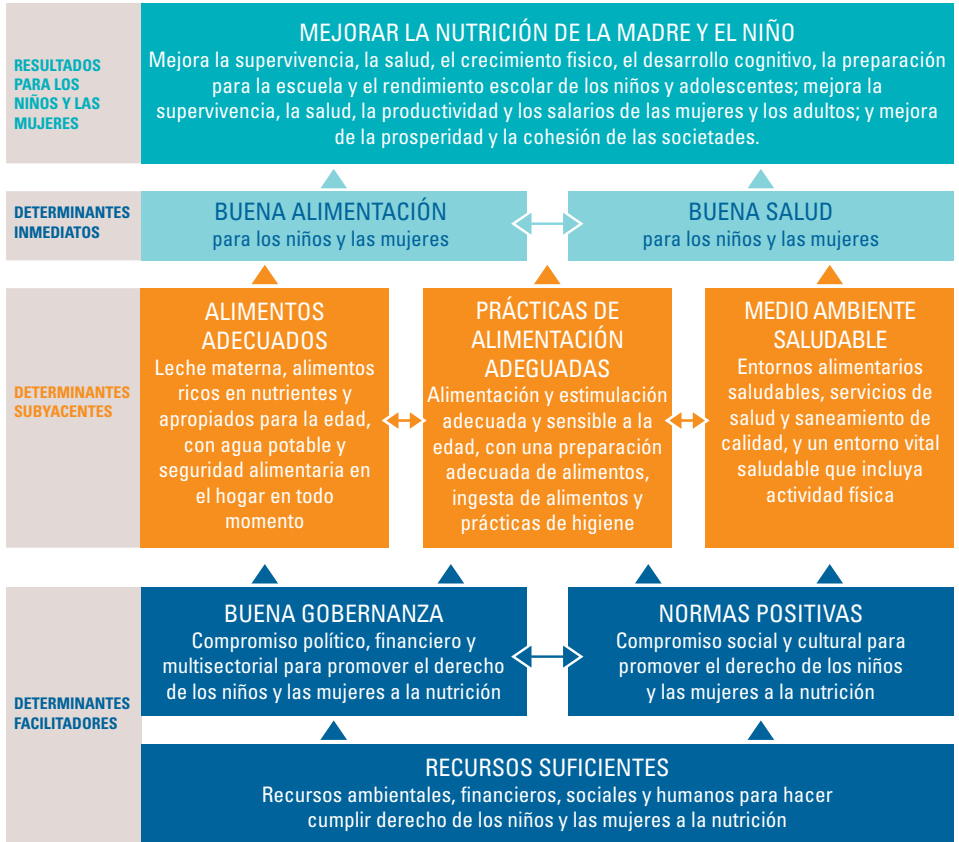 RESULTADOS
PARA LOS
NIÑOS Y LAS
MUJERES
MEJORAR LA NUTRICIÓN DE LA MADRE Y EL NIÑO
Mejora la supervivencia, la salud, el crecimiento fisico, el desarrollo cognitivo, la preparación
para la escuela y el rendimiento escolar de los niños y adolescentes; mejora la
supervivencia, la salud, la productividad y los salarios de las mujeres y los adultos; y mejora
de la prosperidad y la cohesión de las societades.
DETERMINANTES
INMEDIATOS
BUENA ALIMENTACIÓN
para los niños y las mujeres
BUENA SALUD
para los niños y las mujeres
DETERMINANTES
SUBYACENTES
ALIMENTOS
ADECUADOS
Leche materna, alimentos
ricos en nutrientes y
apropiados para la edad,
con agua potable y
seguridad alimentaria en
el hogar en todo
momento
PRÁCTICAS DE
ALIMENTACIÓN
ADEGUADAS
Alimentación y estimulación
adecuada y sensible a la
edad, con una preparación
adecuada de alimentos,
ingesta de alimentos y
prácticas de higiene
MEDIO AMBIENTE
SALUDABLE
Entornos alimentarios
saludables, servicios de
salud y saneamiento de
calidad, y un entorno vital
saludable que incluya
actividad física
DETERMINANTES
FACILITADORES
BUENA GOBERNANZA
Compromiso político, financiero y
multisectorial para promover el derecho
de los niños y las mujeres a la nutrición
NORMAS POSITIVAS
Compromiso social y cultural para
promover el derecho de los niños
y las mujeres a la nutrición
RECURSOS SUFICIENTES
Recursos ambientales, financieros, sociales y humanos para hacer
cumplir derecho de los niños y las mujeres a la nutrición